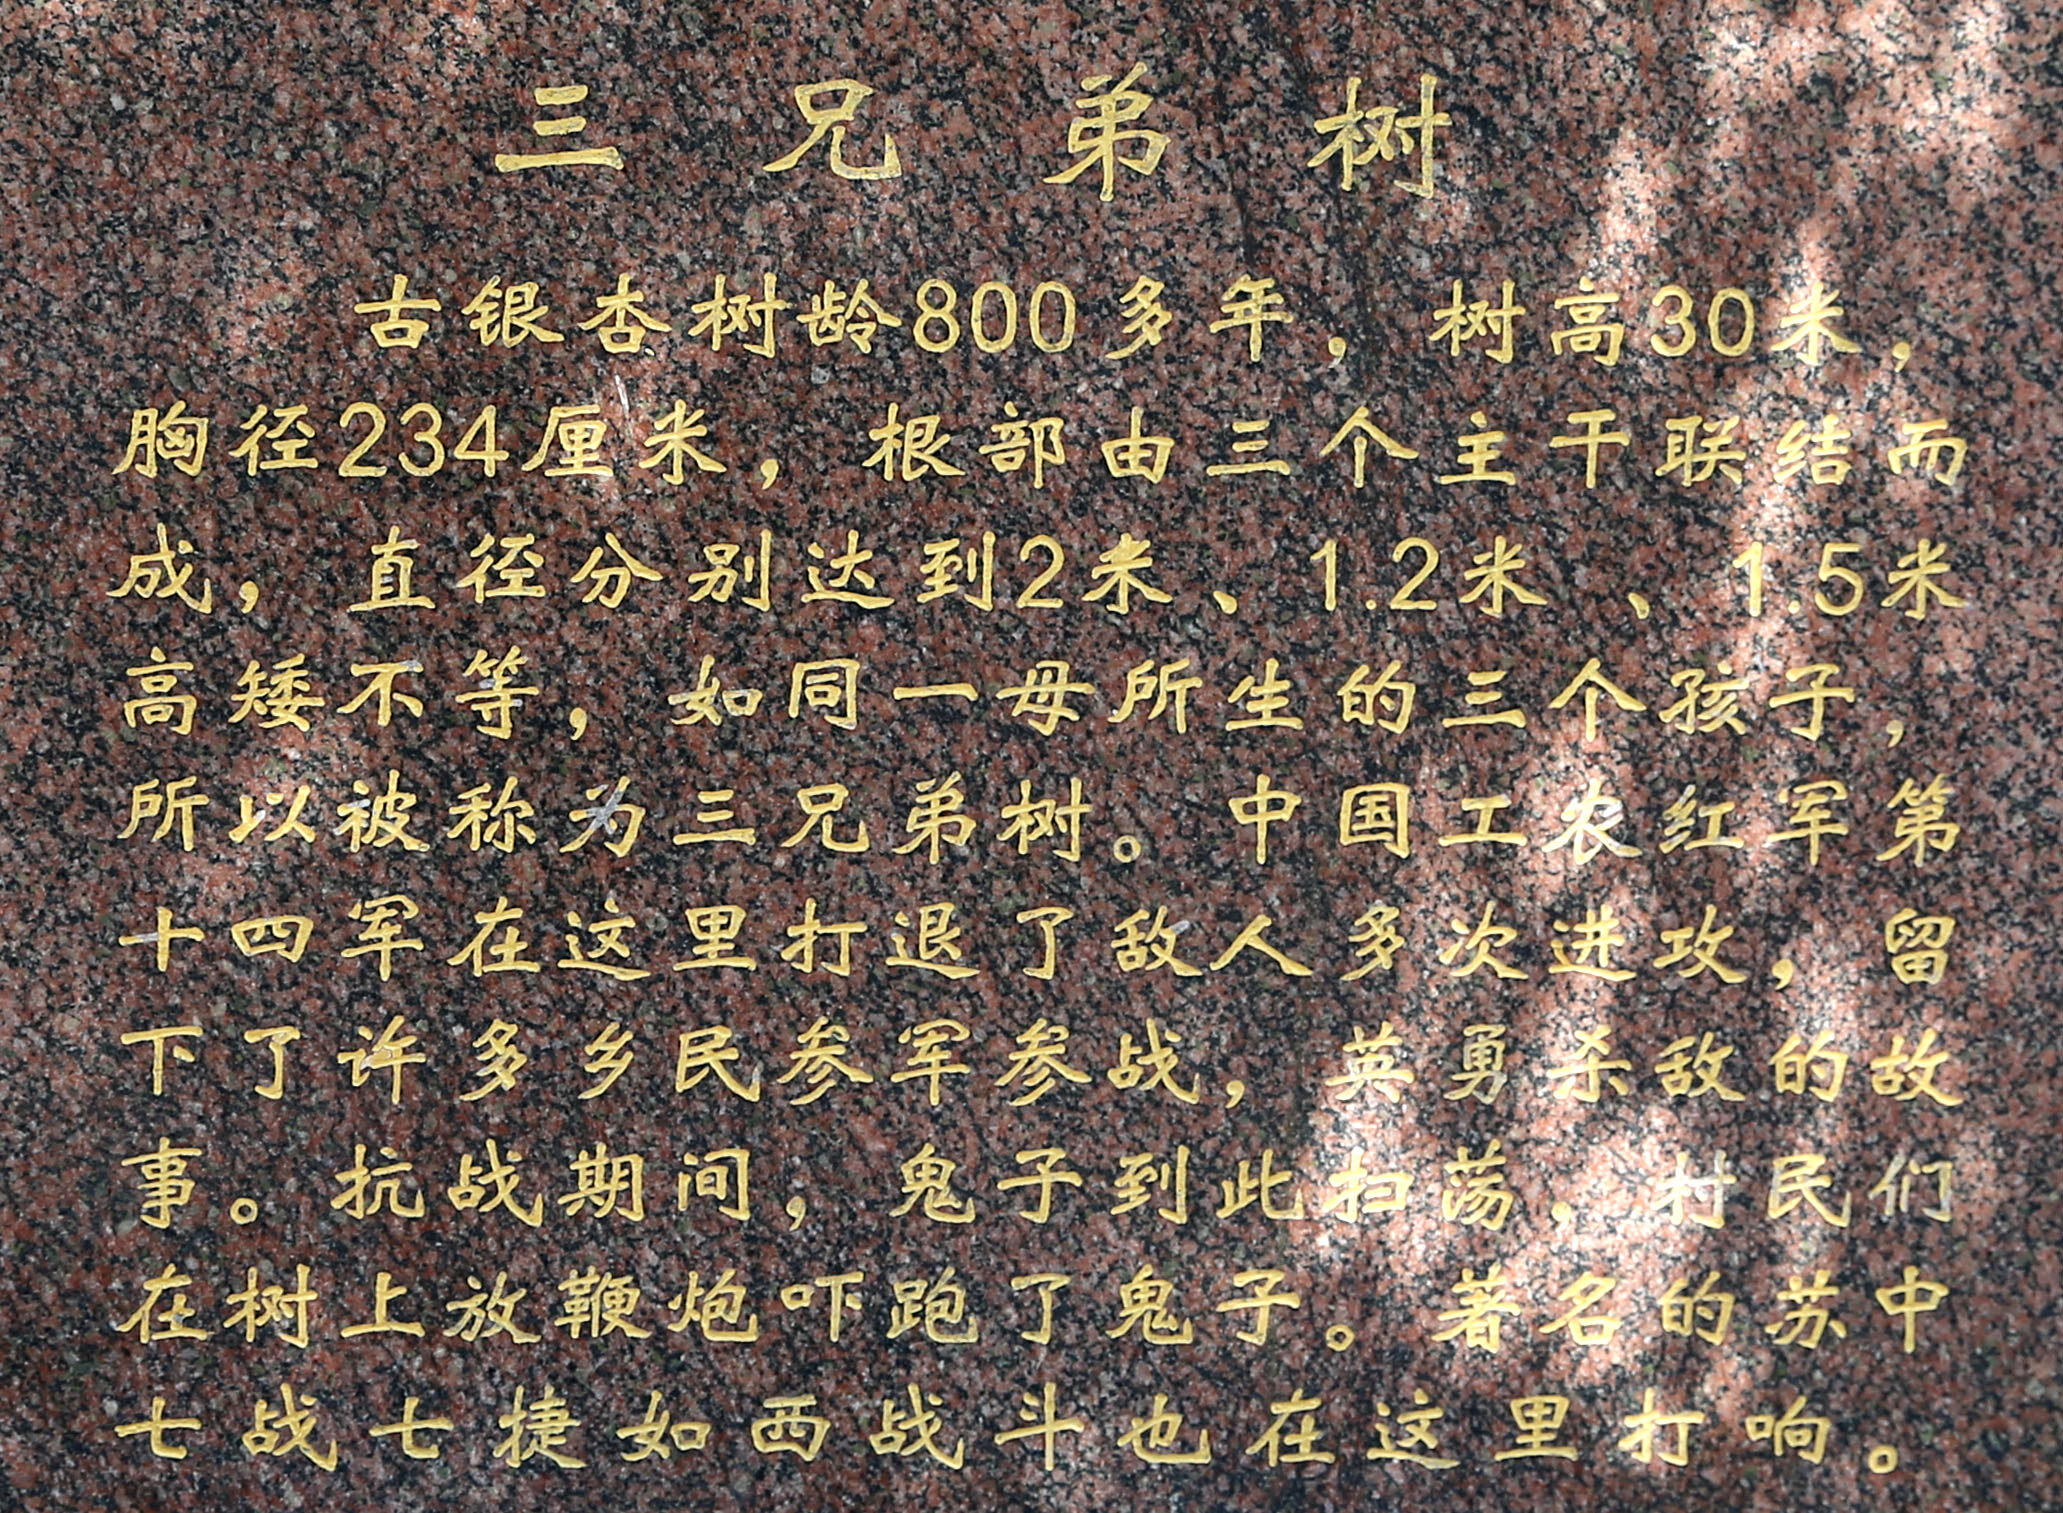 三兄弟树
古银杏树龄800多年，树高30米，
胸径234厘米，根部由三个主干联结而
成，直径分别达到2米、1.2米、1.5米
高矮不等，如同一母所生的三个孩子，
所以被称为三兄弟树。中国工农红军第
十四军在这里打退了敌人多次进攻，留
下了许多乡民参军参战，英勇杀敌的故
事。抗战期间，鬼子到此扫荡，村民们
在树上放鞭炮吓跑了鬼子。著名的苏中
七战七捷如西战斗也在这里打响。